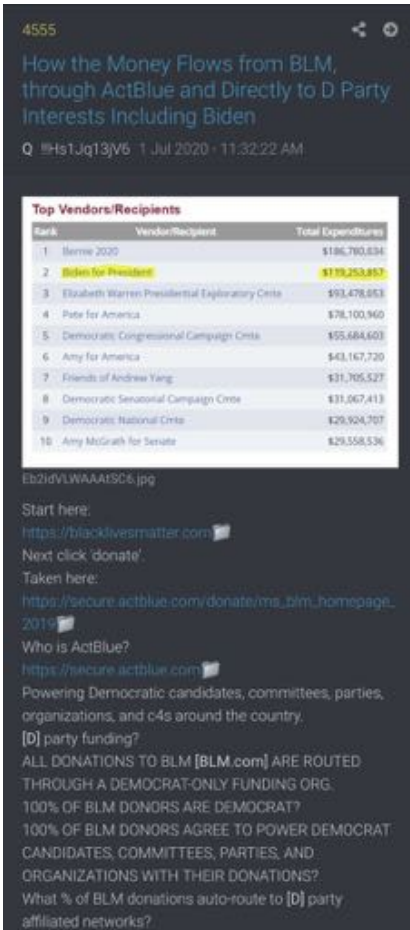 4555
How the Money Flows from BLM,
through ActBlue and Directly to D Party
Interests Including Biden
Q !!Hs1Jq13jV6 1 Jul 2020 - 11:32:22 AM
Top Vendors/Recipients
Rank Vendor/Recipient Total Expenditures
1 Bernie 2020 $186,780,034
2 Biden for President $119,253,857
3 Elizabeth Warren Presidential Exploratory Cmte $93,478,053
4 Pete for America $78,100,960
5 Democratic Congressional Campaign Cmte $55,684,603
6 Amy for America $43,167,720
7 Friends of Andrew Yang $31,705,527
8 Democratic Senatorial Campaign Cmte $31,067,413
9 Democratic National Cmte $29,924,707
10 Amy McGrath for Senate $29,558,536
Eb2idVLWAAAtSC6.jpg
Start here:
https://blacklivesmatter.com
Next click 'donate'.
Taken here:
https://secure.actblue.com/donate/ms_blm_homepage_
2019
Who is ActBlue?
https://secure.actblue.com
Powering Democratic candidates, committees, parties,
organizations, and c4s around the country.
[D] party funding?
ALL DONATIONS TO BLM [BLM.com] ARE ROUTED
THROUGH A DEMOCRAT-ONLY FUNDING ORG.
100% OF BLM DONORS ARE DEMOCRAT?
100% OF BLM DONORS AGREE TO POWER DEMOCRAT
CANDIDATES, COMMITTEES, PARTIES, AND
ORGANIZATIONS WITH THEIR DONATIONS?
What % of BLM donations auto-route to [D] party
affiliated networks?